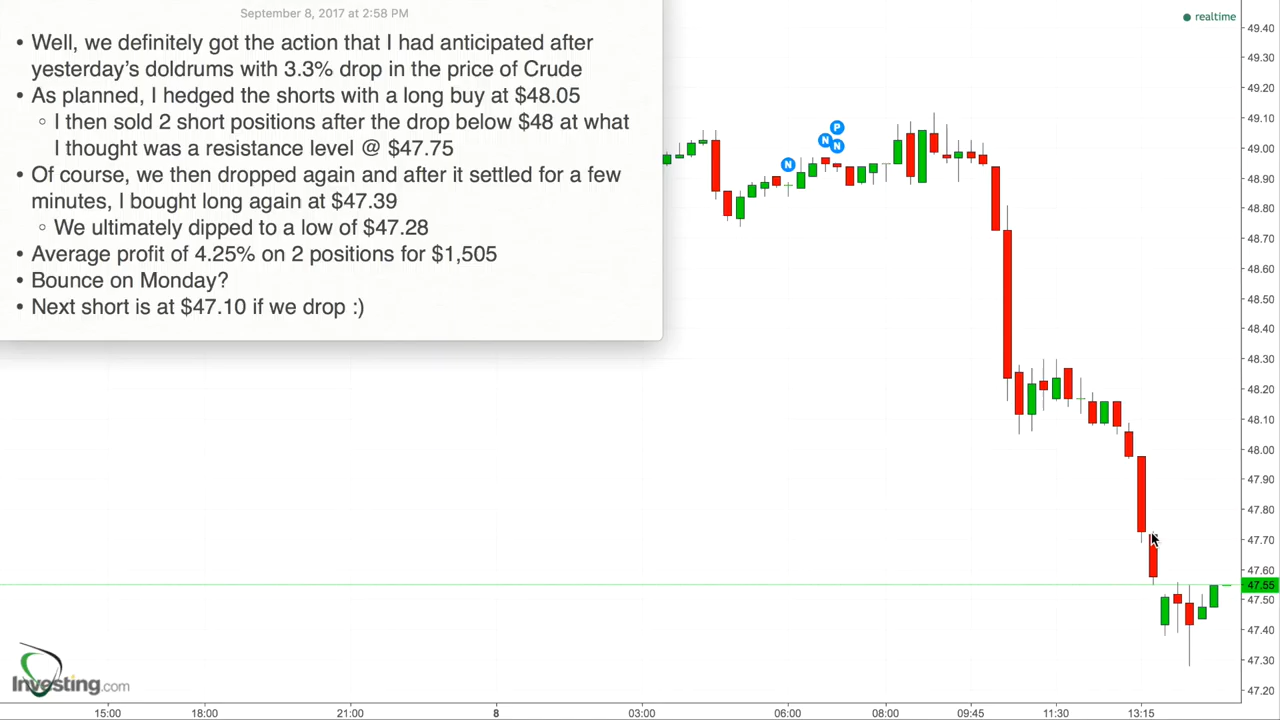 September 8, 2017 at 2:58 PM
• Well, we definitely got the action that I had anticipated after
yesterday's doldrums with 3.3% drop in the price of Crude
• As planned, I hedged the shorts with a long buy at $48.05
◦ I then sold 2 short positions after the drop below $48 at what
I thought was a resistance level @ $47.75
• Of course, we then dropped again and after it settled for a few
minutes, I bought long again at $47.39
◦ We ultimately dipped to a low of $47.28
• Average profit of 4.25% on 2 positions for $1,505
• Bounce on Monday?
• Next short is at $47.10 if we drop :)
realtime
49.40
49.30
49.20
49.10
49.00
48.90
48.80
48.70
48.60
48.50
48.40
48.30
48.20
48.10
48.00
47.90
47.80
47.70
47.60
47.55
47.50
47.40
47.30
47.20
P
N
N
N
Investing.com
15:00
18:00
21:00
8
03:00
06:00
08:00
09:45
11:30
13:15